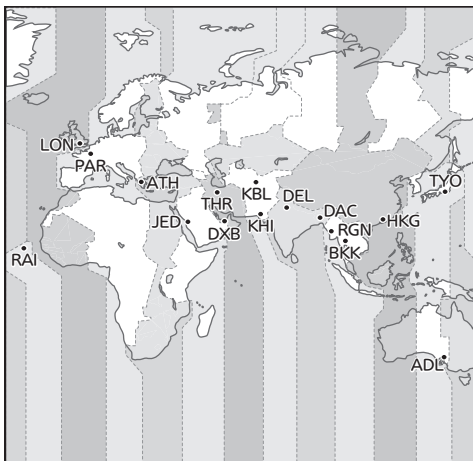 LON
PAR
ATH
THR
KBL
DEL
DAC
TYO
JED
DXB
KHI
RGN
HKG
BKK
RAI
ADL